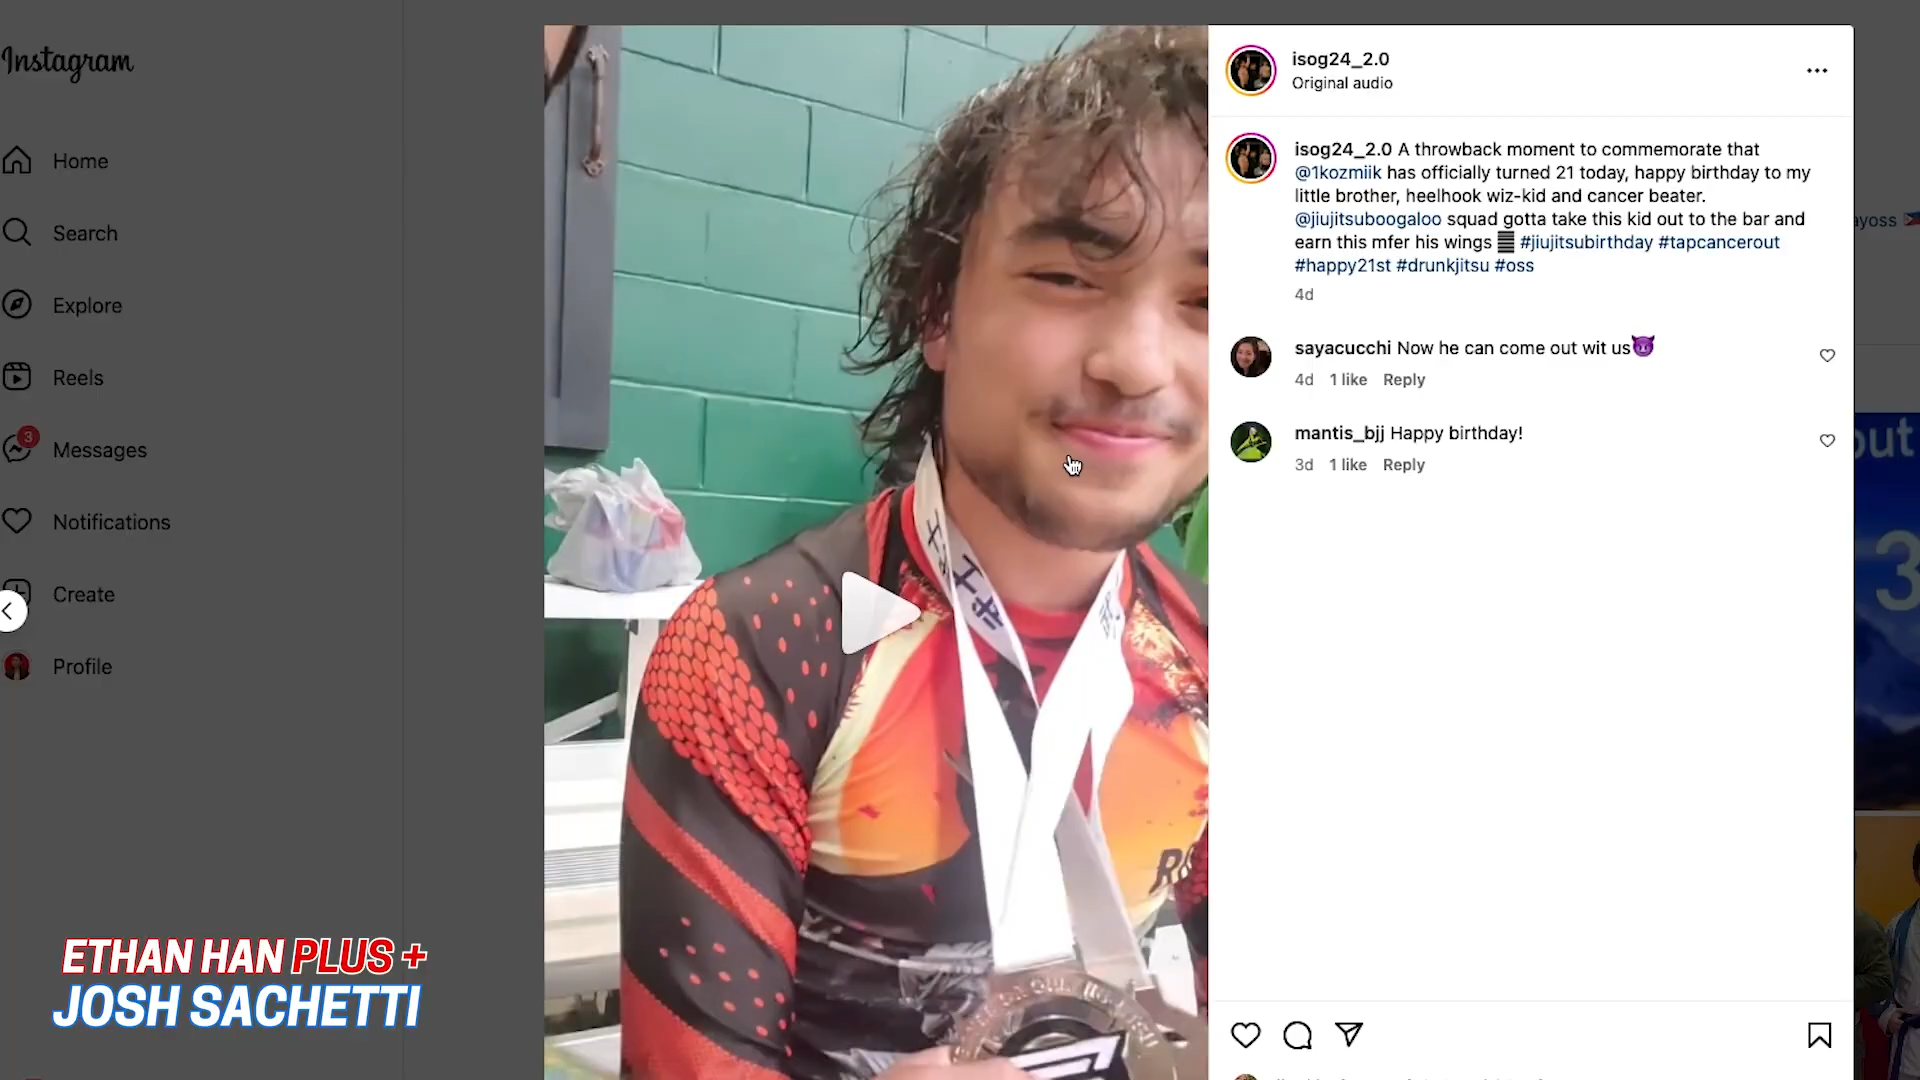 Instagram
Home
Search
Explore
Reels
3
Messages
Notifications
Create
Profile
isog24_2.0
Original audio
isog24_2.0 A throwback moment to commemorate that
@1kozmiik has officially turned 21 today, happy birthday to my
little brother, heelhook wiz-kid and cancer beater.
@jiujitsuboogaloo squad gotta take this kid out to the bar and
earn this mfer his wings #jiujitsubirthday #tapcancerout
#happy21st #drunkjitsu #oss
4d
sayacucchi Now he can come out wit us😈
4d 1 like Reply
mantis_bjj Happy birthday!
3d 1 like Reply
ayoss 🇵🇭
out
3
ETHAN HAN PLUS +
JOSH SACHETTI